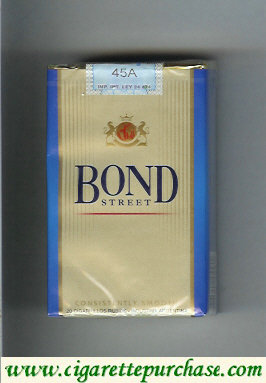 45A
BOND
STREET
CONSISTENTLY SMOOTH
www.cigarettepurchase.com